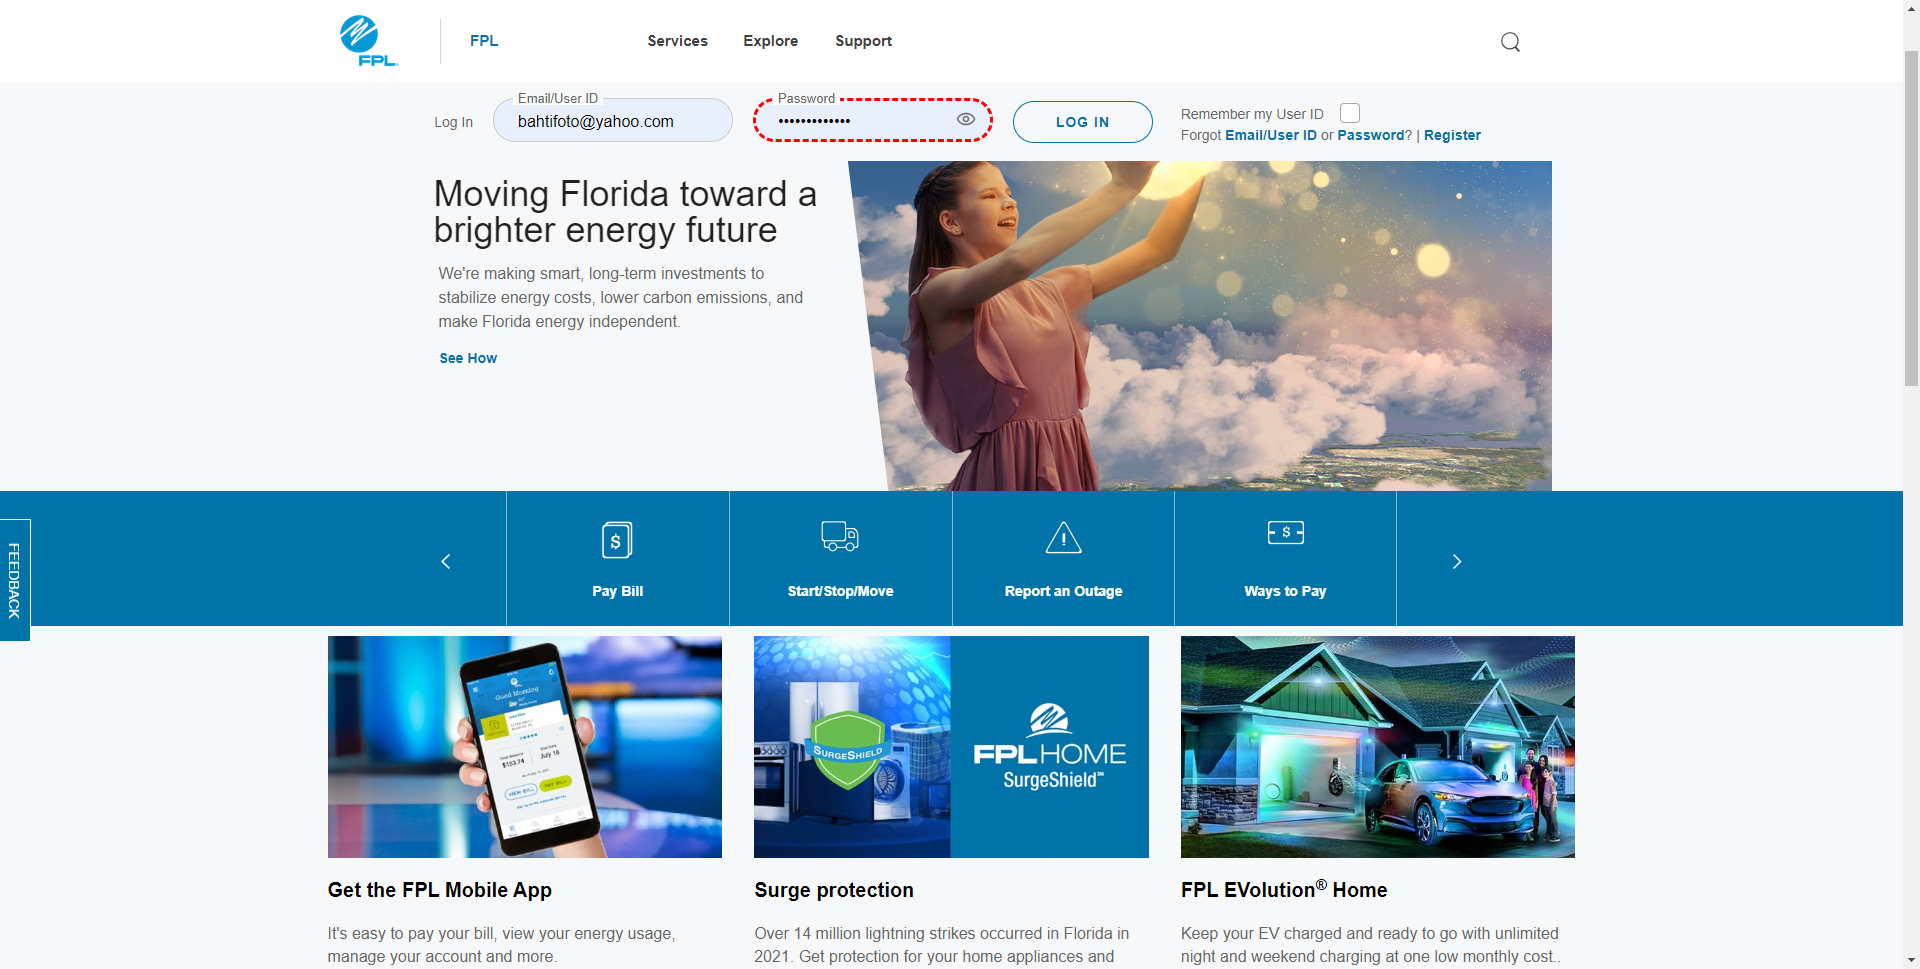 FPL
FPL
Services
Explore
Support
Log In
Email/User ID
bahtifoto@yahoo.com
Password
•••••••••••••
LOG IN
Remember my User ID
Forgot Email/User ID or Password? | Register
Moving Florida toward a
brighter energy future
We're making smart, long-term investments to
stabilize energy costs, lower carbon emissions, and
make Florida energy independent.
See How
FEEDBACK
Pay Bill
Start/Stop/Move
Report an Outage
Ways to Pay
Good Morning
$153.74
July 18
VIEW BILL
PAY BILL
SURGESHIELD
FPL HOME
SurgeShield℠
Get the FPL Mobile App
It's easy to pay your bill, view your energy usage,
manage your account and more.
Surge protection
Over 14 million lightning strikes occurred in Florida in
2021. Get protection for your home appliances and
FPL EVolution® Home
Keep your EV charged and ready to go with unlimited
night and weekend charging at one low monthly cost..